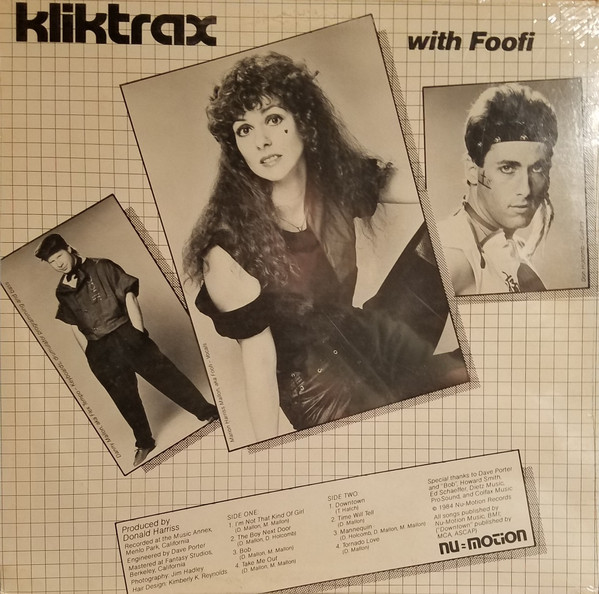 kliktrax
with Foofi
Produced by
Donald Harriss
Recorded at the Music Annex,
Menlo Park, California
Engineered by Dave Porter
Mastered at Fantasy Studios,
Berkeley, California
Photography: Jim Hadley
Hair Design: Kimberly K. Reynolds
SIDE ONE:
1. I'm Not That Kind Of Girl
(D. Mallon, M. Mallon)
2. The Boy Next Door
(D. Mallon, D. Holcomb)
3. Bob
(D. Mallon, M. Mallon)
4. Take Me Out
(D. Mallon, M. Mallon)
SIDE TWO
1. Downtown
(T. Hatch)
2. Time Will Tell
(D. Mallon)
3. Mannequin
(D. Holcomb, D. Mallon, M. Mallon)
4. Tornado Love
(D. Mallon)
Special thanks to Dave Porter
and "Bob", Howard Smith,
Ed Schaeffer, Dietz Music,
ProSound, and Colfax Music
© 1984 Nu-Motion Records
All songs published by
Nu-Motion Music, BMI;
("Downtown" published by
MCA, ASCAP)
nu=motion